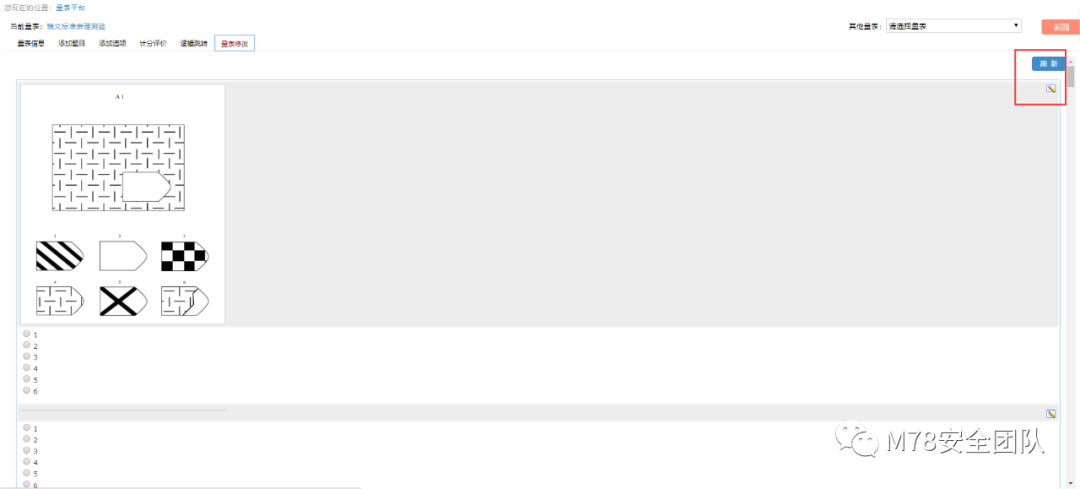 您现在的位置：量表平台
当前量表：瑞文标准推理测验
其他量表：请选择量表
返回
量表信息 添加题目 添加选项 计分评价 逻辑跳转 量表修改
刷 新
A 1
1 2 3
4 5 6
1
2
3
4
5
6
1
2
3
4
5
6
M78安全团队